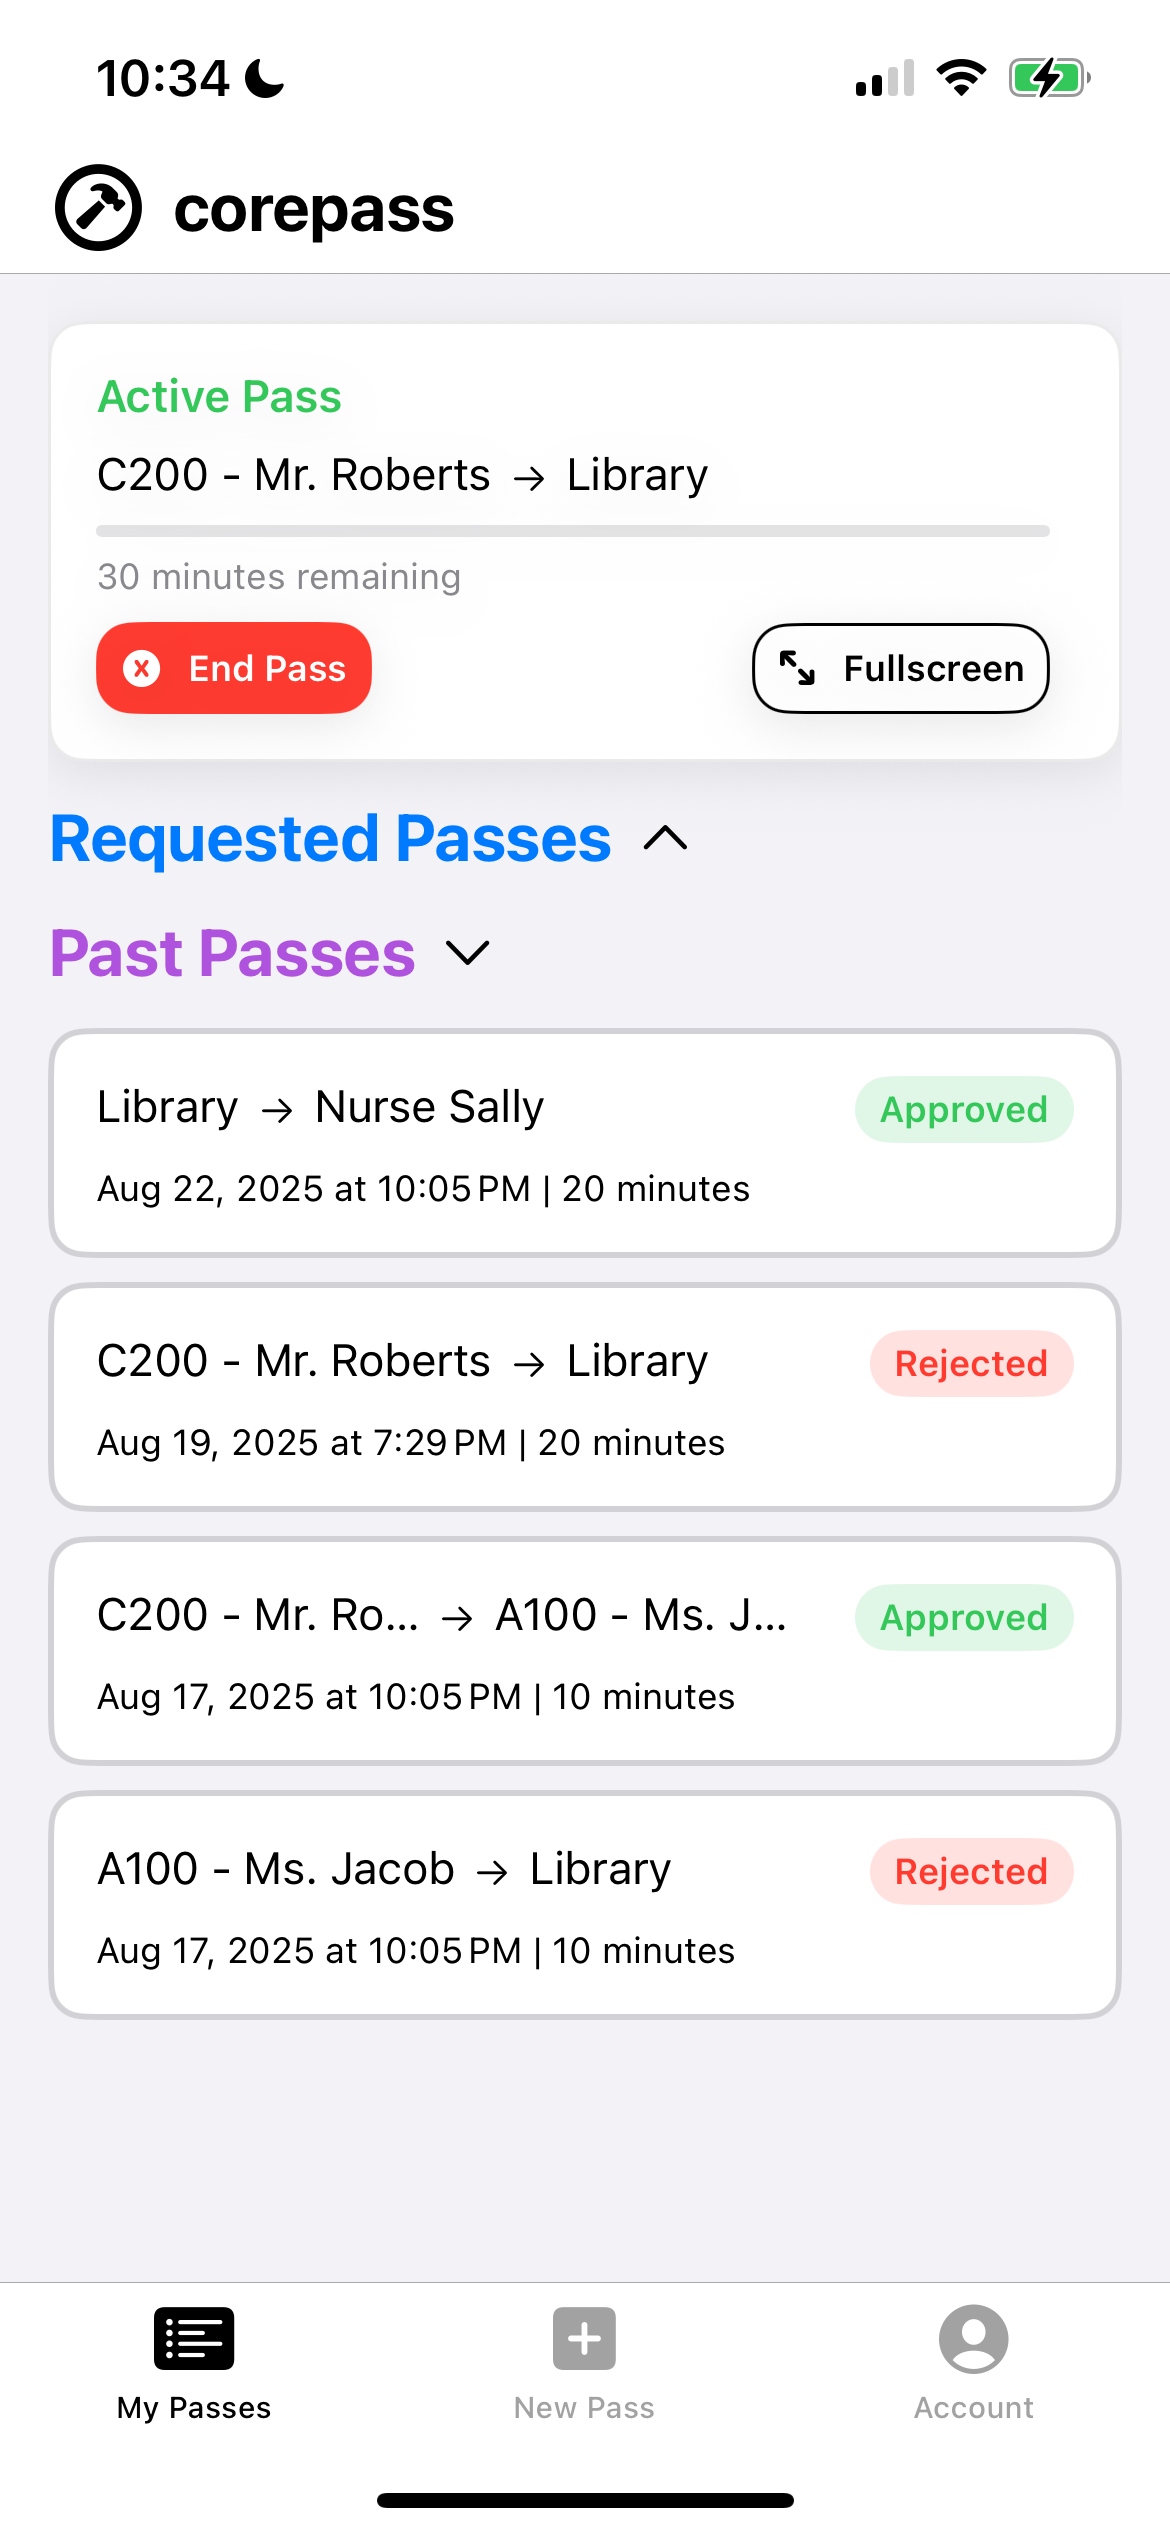 10:34
corepass
Active Pass
C200 - Mr. Roberts → Library
30 minutes remaining
End Pass
Fullscreen
Requested Passes
Past Passes
Library → Nurse Sally
Approved
Aug 22, 2025 at 10:05 PM | 20 minutes
C200 - Mr. Roberts → Library
Rejected
Aug 19, 2025 at 7:29 PM | 20 minutes
C200 - Mr. Ro... → A100 - Ms. J...
Approved
Aug 17, 2025 at 10:05 PM | 10 minutes
A100 - Ms. Jacob → Library
Rejected
Aug 17, 2025 at 10:05 PM | 10 minutes
My Passes
New Pass
Account